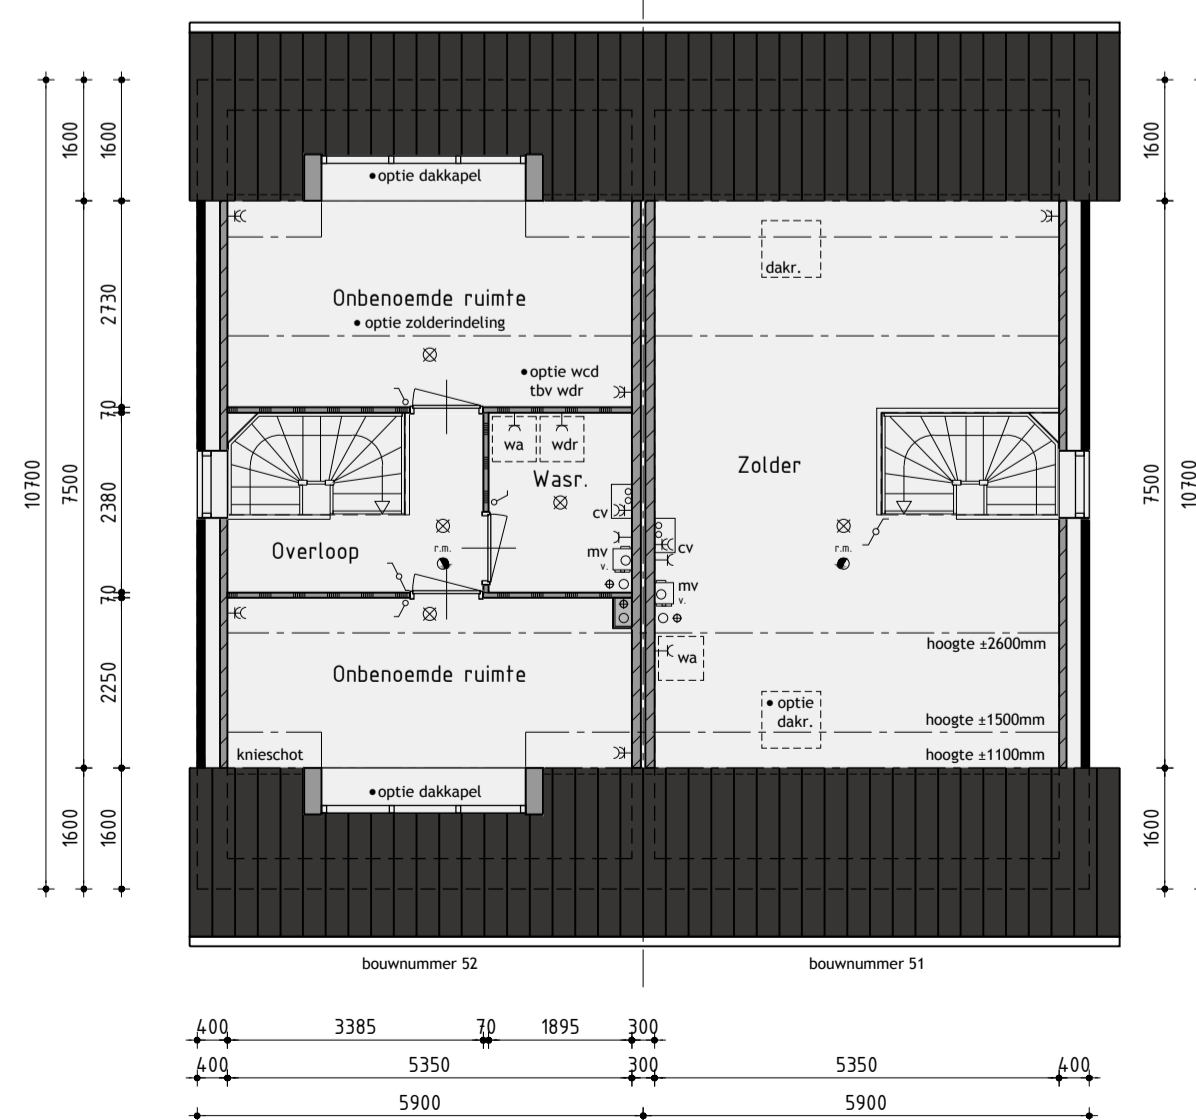 1600
1600
1600
optie dakkapel
dakr.
2730
Onbenoemde ruimte
optie zolderindeling
optie wcd
tbv wdr
70
wa
wdr
Wasr.
Zolder
10700
7500
2380
7500
10700
cv
Overloop
r.m.
mv
v.
cv
r.m.
mv
v.
70
hoogte ±2600mm
wa
2250
Onbenoemde ruimte
optie
dakr.
hoogte ±1500mm
knieschot
hoogte ±1100mm
optie dakkapel
1600
1600
1600
bouwnummer 52
bouwnummer 51
400 3385 70 1895 300
400 5350 300 5350 400
5900 5900